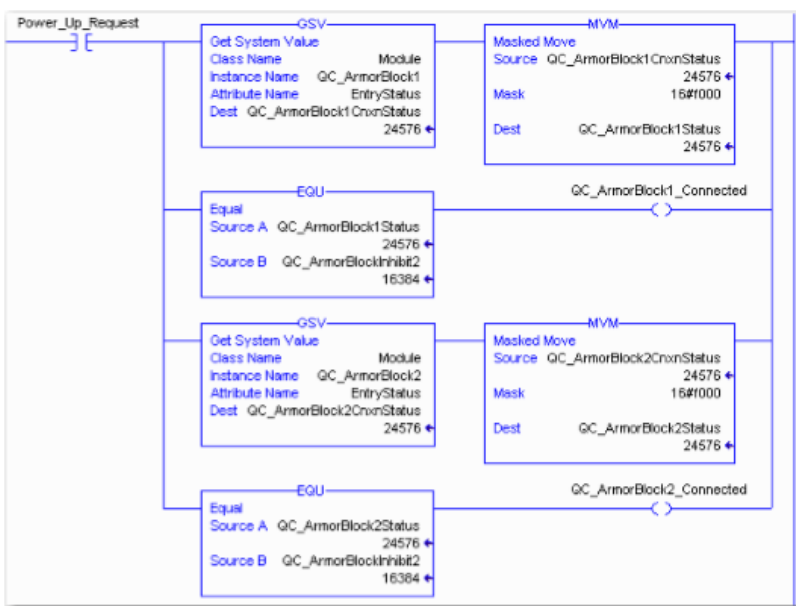 Power_Up_Request
GSV
Get System Value
Class Name Module
Instance Name QC_ArmorBlock1
Attribute Name EntryStatus
Dest QC_ArmorBlock1CnxnStatus
24576
MVM
Masked Move
Source QC_ArmorBlock1CnxnStatus
24576
Mask 16#f000
Dest QC_ArmorBlock1Status
24576
EQU
Equal
Source A QC_ArmorBlock1Status
24576
Source B QC_ArmorBlockInhibit2
16384
QC_ArmorBlock1_Connected
GSV
Get System Value
Class Name Module
Instance Name QC_ArmorBlock2
Attribute Name EntryStatus
Dest QC_ArmorBlock2CnxnStatus
24576
MVM
Masked Move
Source QC_ArmorBlock2CnxnStatus
24576
Mask 16#f000
Dest QC_ArmorBlock2Status
24576
EQU
Equal
Source A QC_ArmorBlock2Status
24576
Source B QC_ArmorBlockInhibit2
16384
QC_ArmorBlock2_Connected